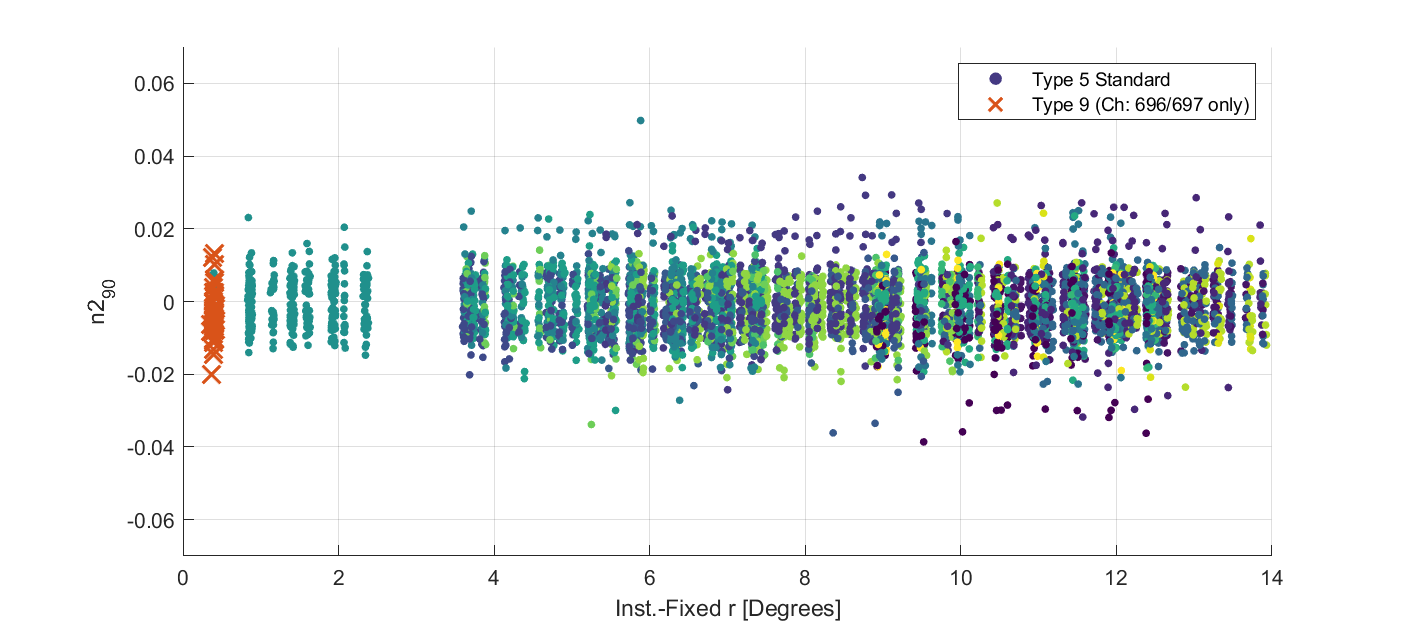 Type 5 Standard
Type 9 (Ch: 696/697 only)
0.06
0.04
0.02
0
-0.02
-0.04
-0.06
n2₉₀
0 2 4 6 8 10 12 14
Inst.-Fixed r [Degrees]